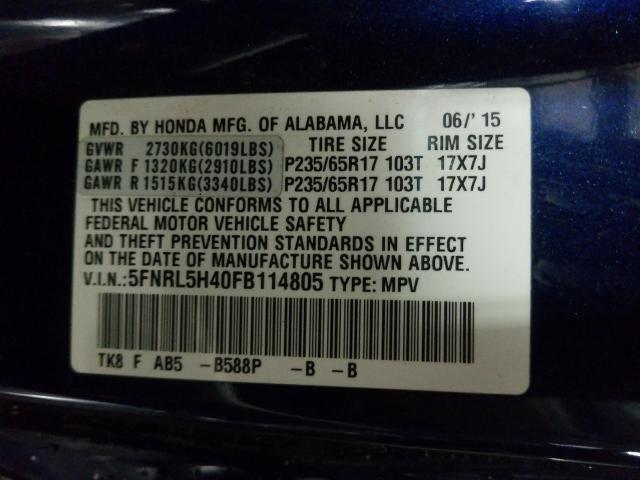 MFD. BY HONDA MFG. OF ALABAMA, LLC 06/'15
GVWR 2730KG(6019LBS) TIRE SIZE RIM SIZE
GAWR F 1320KG(2910LBS) P235/65R17 103T 17X7J
GAWR R 1515KG(3340LBS) P235/65R17 103T 17X7J
THIS VEHICLE CONFORMS TO ALL APPLICABLE
FEDERAL MOTOR VEHICLE SAFETY
AND THEFT PREVENTION STANDARDS IN EFFECT
ON THE DATE OF MANUFACTURE SHOWN ABOVE.
V.I.N.:5FNRL5H40FB114805 TYPE: MPV
TK8 F AB5 -B588P -B -B